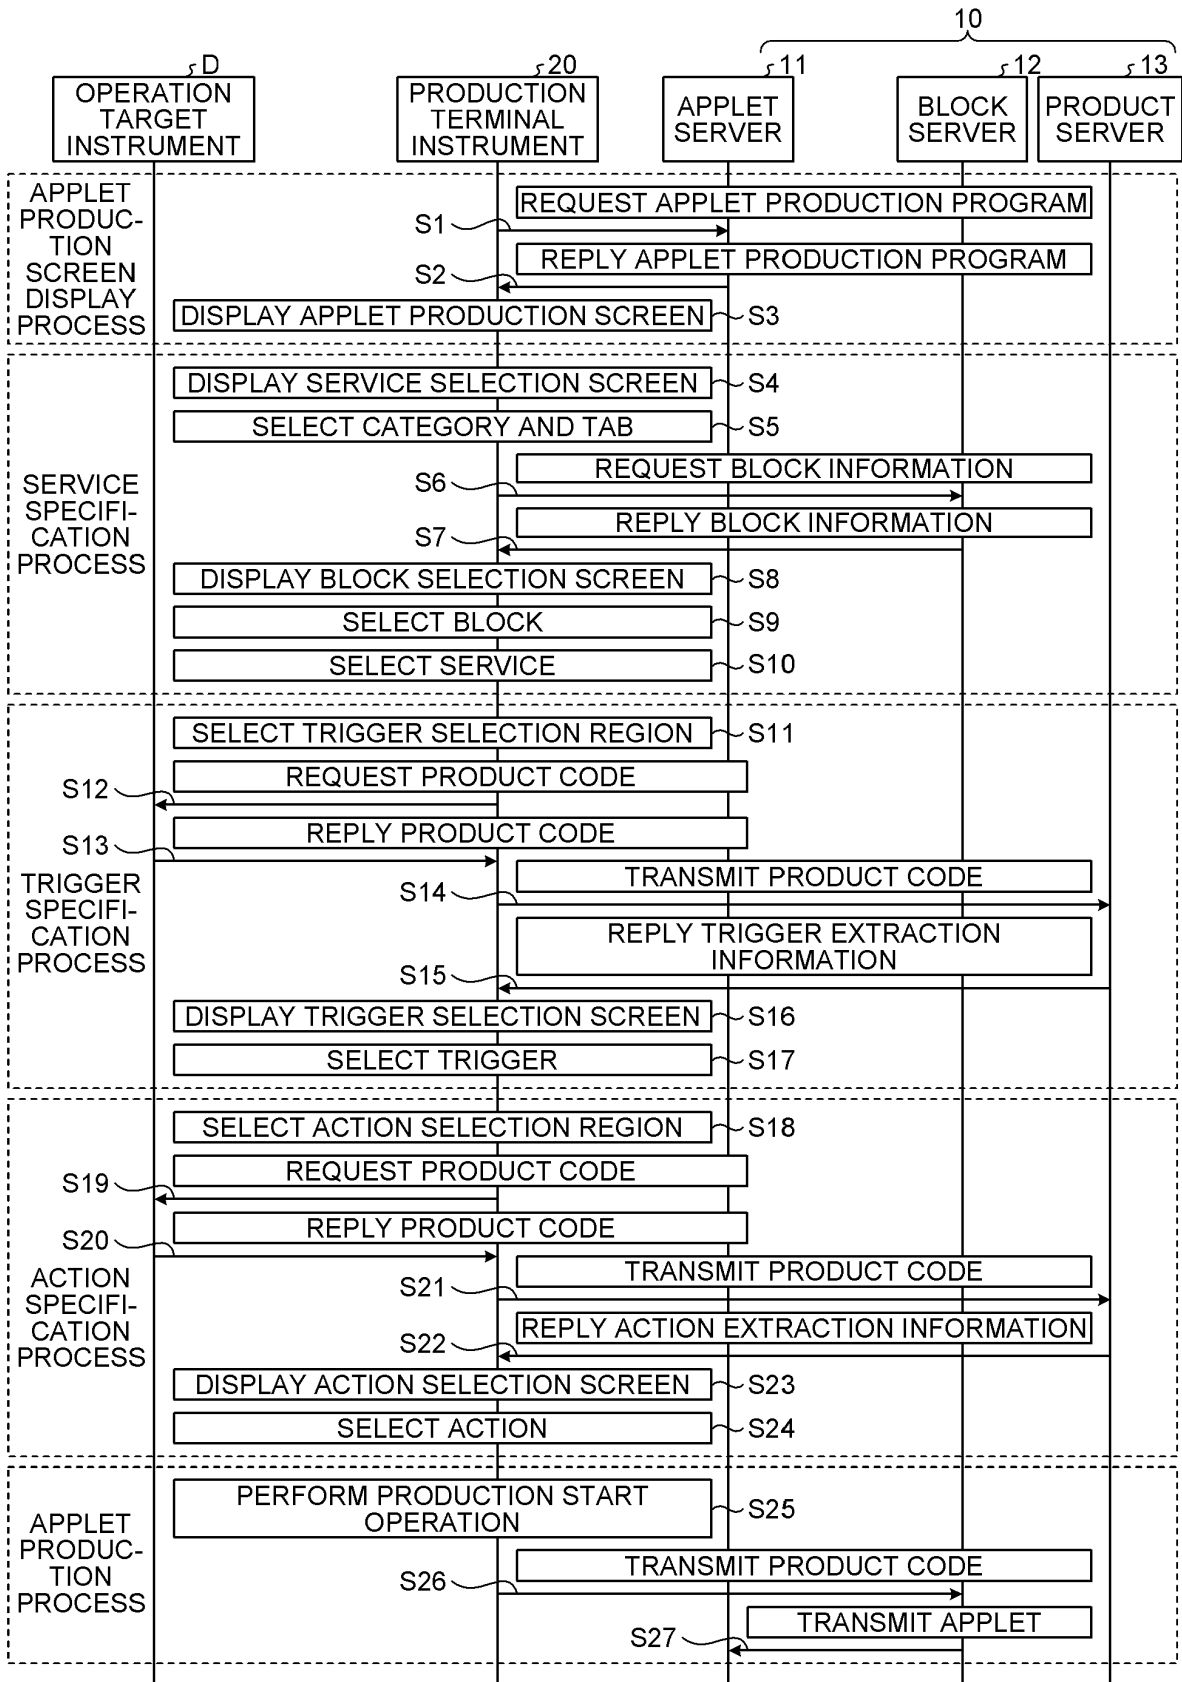 10
D
20
11
12
13
OPERATION
TARGET
INSTRUMENT
PRODUCTION
TERMINAL
INSTRUMENT
APPLET
SERVER
BLOCK
SERVER
PRODUCT
SERVER
APPLET
PRODUC-
TION
SCREEN
DISPLAY
PROCESS
REQUEST APPLET PRODUCTION PROGRAM
S1
REPLY APPLET PRODUCTION PROGRAM
S2
DISPLAY APPLET PRODUCTION SCREEN
S3
SERVICE
SPECIFI-
CATION
PROCESS
DISPLAY SERVICE SELECTION SCREEN
S4
SELECT CATEGORY AND TAB
S5
REQUEST BLOCK INFORMATION
S6
REPLY BLOCK INFORMATION
S7
DISPLAY BLOCK SELECTION SCREEN
S8
SELECT BLOCK
S9
SELECT SERVICE
S10
TRIGGER
SPECIFI-
CATION
PROCESS
SELECT TRIGGER SELECTION REGION
S11
REQUEST PRODUCT CODE
S12
REPLY PRODUCT CODE
S13
TRANSMIT PRODUCT CODE
S14
REPLY TRIGGER EXTRACTION
INFORMATION
S15
DISPLAY TRIGGER SELECTION SCREEN
S16
SELECT TRIGGER
S17
ACTION
SPECIFI-
CATION
PROCESS
SELECT ACTION SELECTION REGION
S18
REQUEST PRODUCT CODE
S19
REPLY PRODUCT CODE
S20
TRANSMIT PRODUCT CODE
S21
REPLY ACTION EXTRACTION INFORMATION
S22
DISPLAY ACTION SELECTION SCREEN
S23
SELECT ACTION
S24
APPLET
PRODUC-
TION
PROCESS
PERFORM PRODUCTION START
OPERATION
S25
TRANSMIT PRODUCT CODE
S26
TRANSMIT APPLET
S27